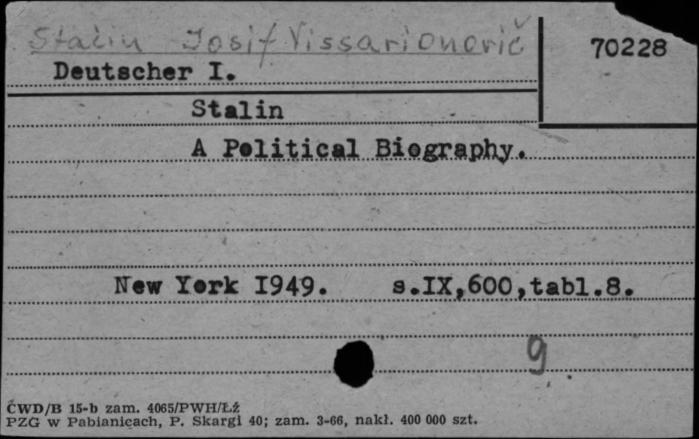 Stalin Josif Vissarionovič
70228
Deutscher I.
Stalin
A Political Biography.
New York 1949. s.IX,600,tabl.8.
9
ĆWD/B 15-b zam. 4065/PWH/Łź
PZG w Pabianicach, P. Skargi 40; zam. 3-66, nakł. 400 000 szt.